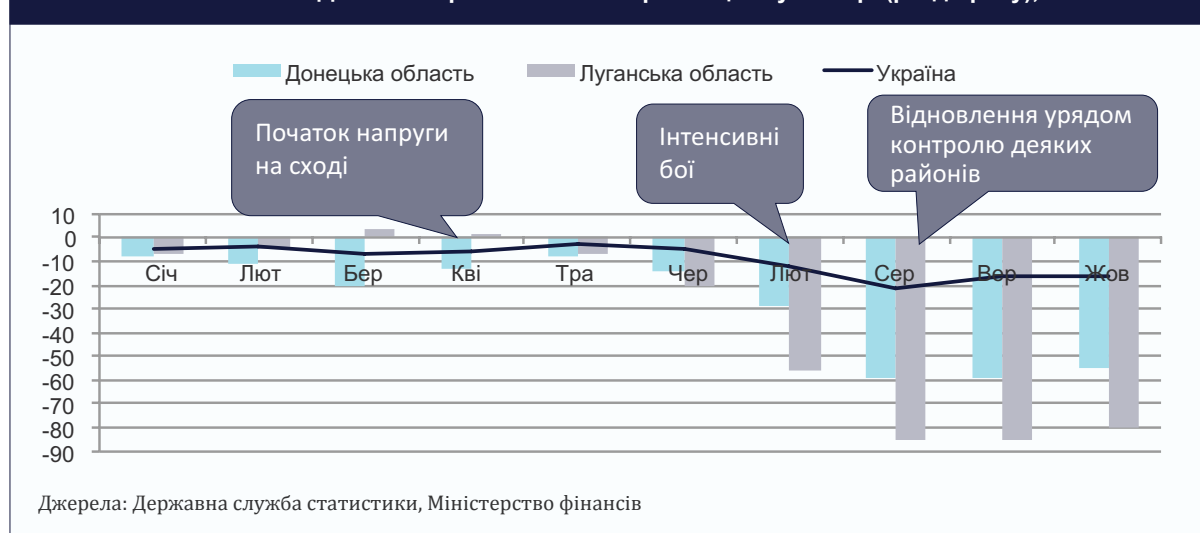 Донецька область
Луганська область
Україна
Початок напруги
на сході
Інтенсивні
бої
Відновлення урядом
контролю деяких
районів
10
0
-10
-20
-30
-40
-50
-60
-70
-80
-90
Січ
Лют
Бер
Кві
Тра
Чер
Лют
Сер
Вер
Жов
Джерела: Державна служба статистики, Міністерство фінансів